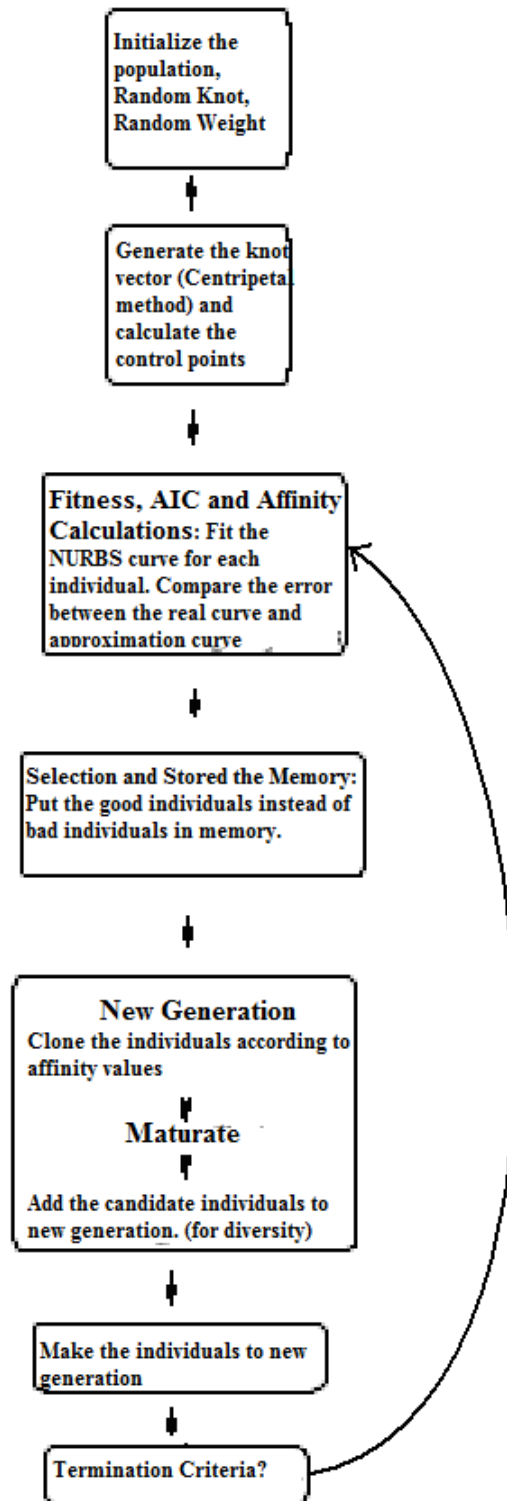 Initialize the
population,
Random Knot,
Random Weight
Generate the knot
vector (Centripetal
method) and
calculate the
control points
Fitness, AIC and Affinity
Calculations: Fit the
NURBS curve for each
individual. Compare the error
between the real curve and
approximation curve
Selection and Stored the Memory:
Put the good individuals instead of
bad individuals in memory.
New Generation
Clone the individuals according to
affinity values
Maturate
Add the candidate individuals to
new generation. (for diversity)
Make the individuals to new
generation
Termination Criteria?